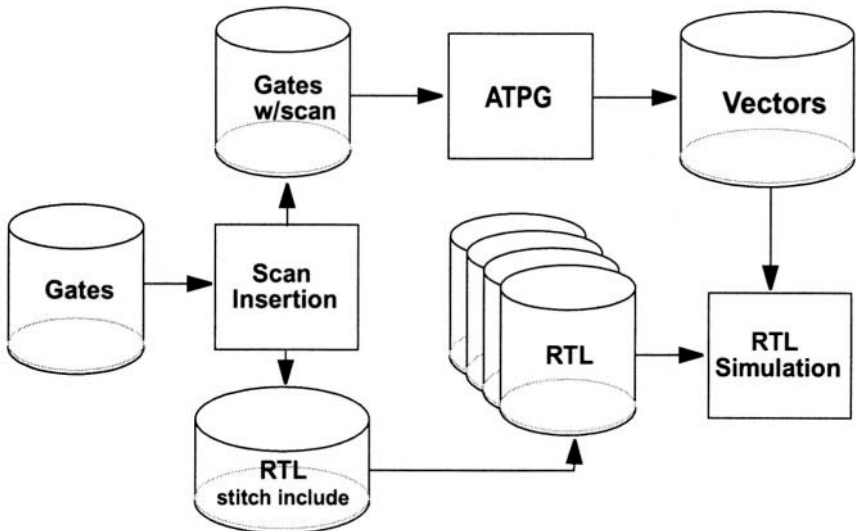 Gates
w/scan
ATPG
Vectors
Gates
Scan
Insertion
RTL
RTL
Simulation
RTL
stitch include